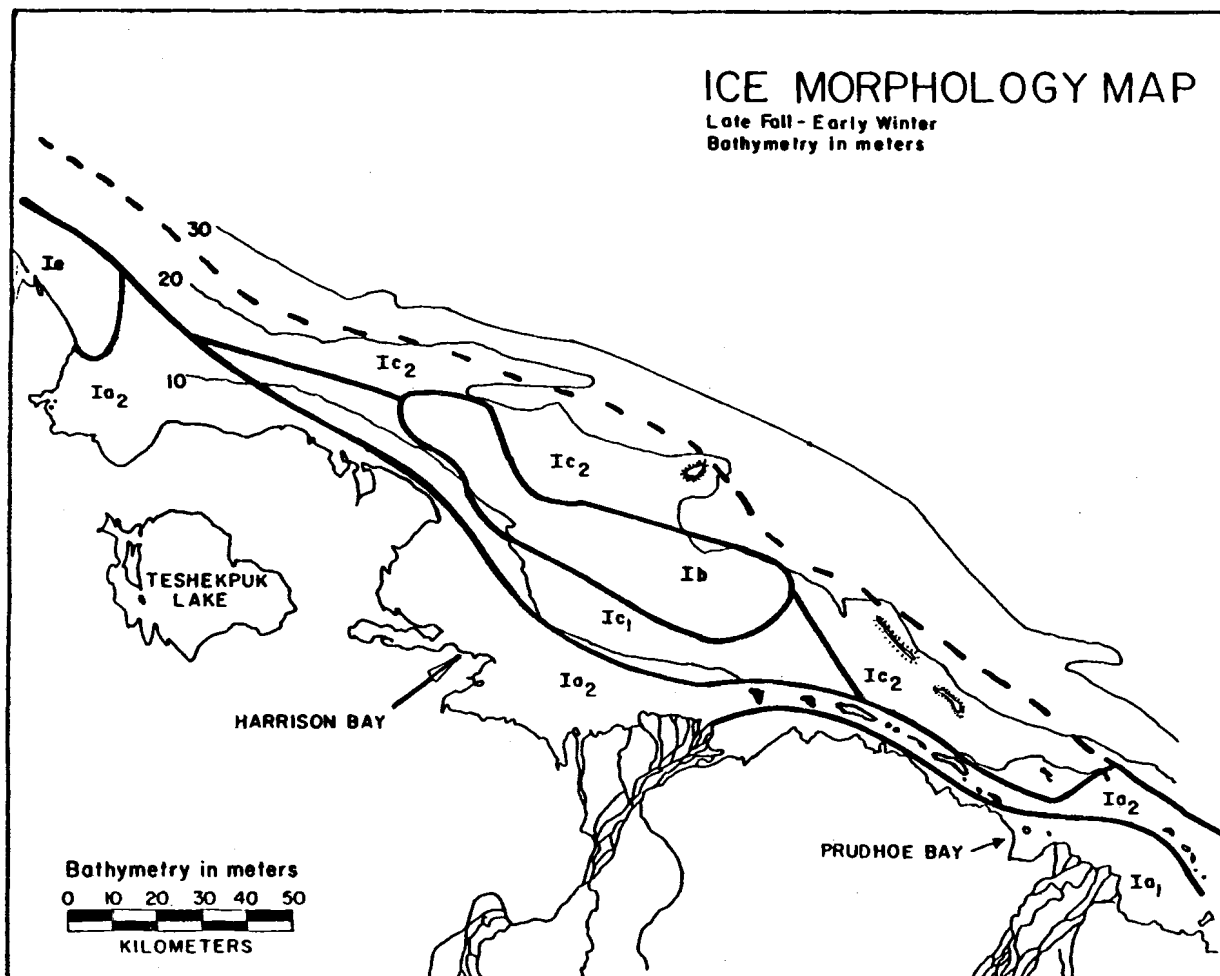 ICE MORPHOLOGY MAP
Late Fall - Early Winter
Bathymetry in meters
30
Ie
20
Ic2
10
Ia2
Ic2
TESHEKPUK
LAKE
Ib
Ic1
Ia2
Ic2
HARRISON BAY
Ia2
PRUDHOE BAY
Ia1
Bathymetry in meters
0 10 20 30 40 50
KILOMETERS